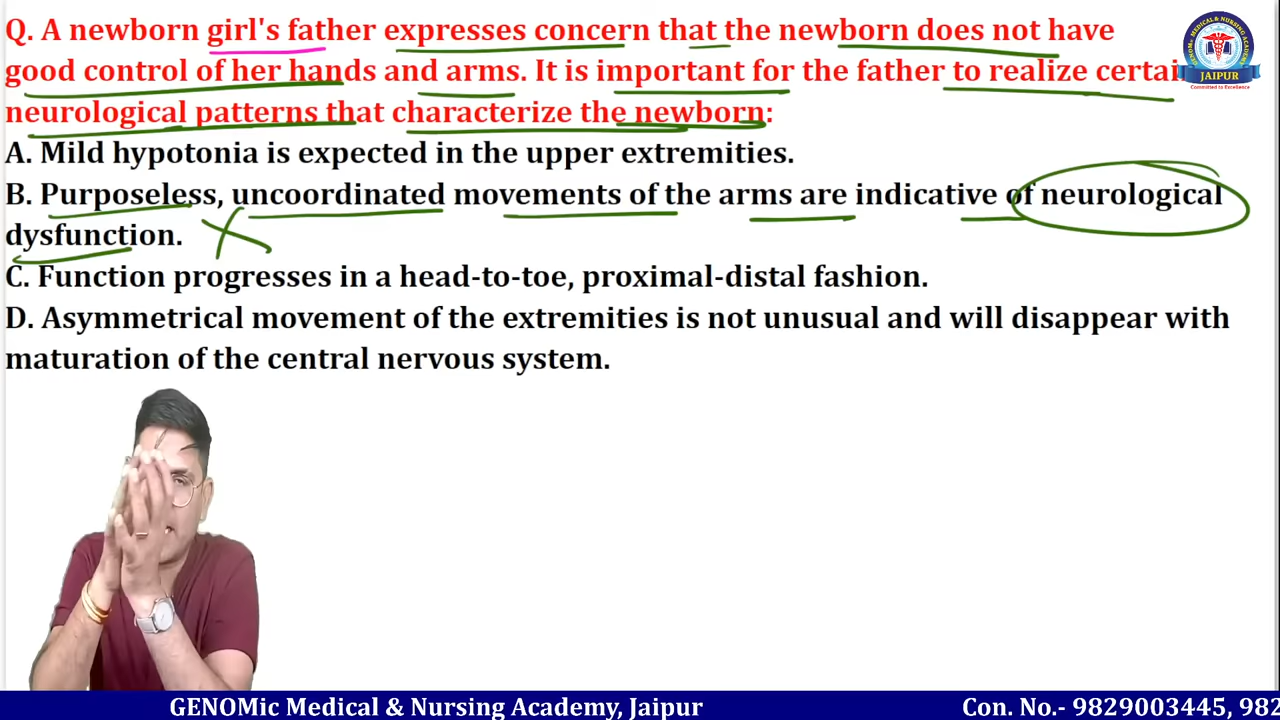 Q. A newborn girl's father expresses concern that the newborn does not have
good control of her hands and arms. It is important for the father to realize certain
neurological patterns that characterize the newborn:
A. Mild hypotonia is expected in the upper extremities.
B. Purposeless, uncoordinated movements of the arms are indicative of neurological
dysfunction.
C. Function progresses in a head-to-toe, proximal-distal fashion.
D. Asymmetrical movement of the extremities is not unusual and will disappear with
maturation of the central nervous system.
JAIPUR
Committed to Excellence
GENOMic Medical & Nursing Academy, Jaipur
Con. No.- 9829003445, 982